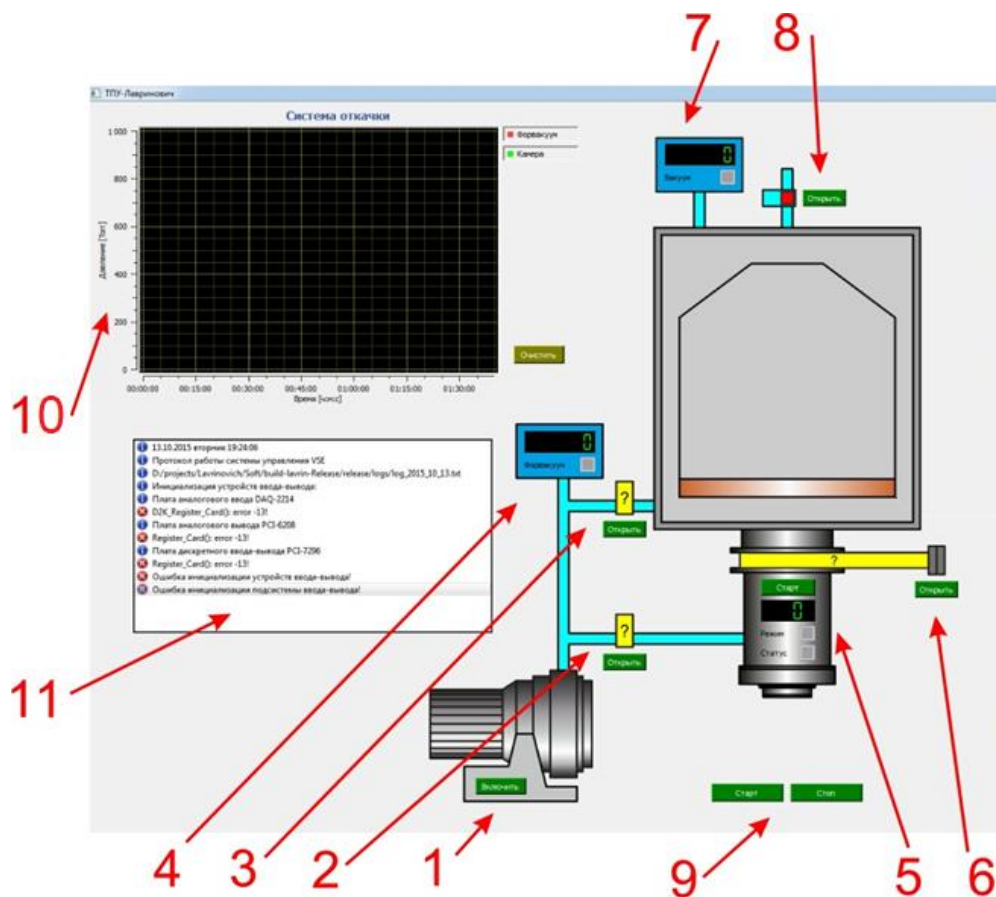 7
8
ТПУ-Лавринович
Система откачки
1 000
800
600
400
200
0
Давление [Торр]
00:00:00
00:15:00
00:30:00
00:45:00
01:00:00
01:15:00
01:30:00
Время [ч:м:с]
Форвакуум
Камера
Очистить
0
Вакуум
Открыть
10
13.10.2015 вторник 19:24:06
Протокол работы системы управления VSE
D:/projects/Lavrinovich/Soft/build-lavrin-Release/release/logs/log_2015_10_13.txt
Инициализация устройств ввода-вывода:
Плата аналогового ввода DAQ-2214
D2K_Register_Card(): error -13!
Плата аналогового вывода PCI-6208
Register_Card(): error -13!
Плата дискретного ввода-вывода PCI-7296
Register_Card(): error -13!
Ошибка инициализации устройств ввода-вывода!
Ошибка инициализации подсистемы ввода-вывода!
0
Форвакуум
?
Открыть
?
Открыть
?
Открыть
Старт
0
Режим
Статус
11
Включить
Старт
Стоп
4
3
2
1
9
5
6